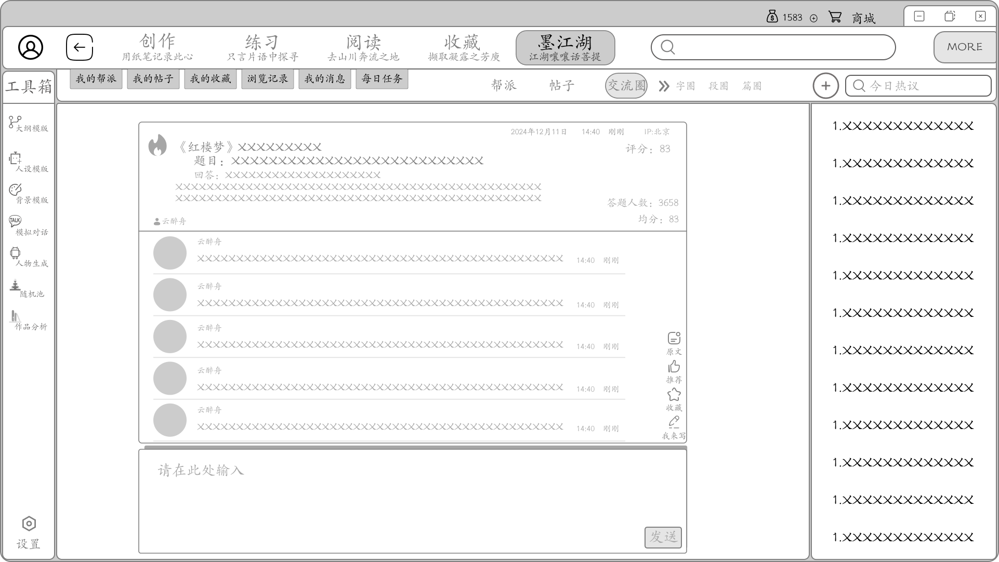 1583 商城
创作 练习 阅读 收藏 墨江湖
用纸笔记录此心 只言片语中探寻 去山川奔流之地 撷取凝露之芳庾 江湖嚷嚷话菩提
MORE
工具箱
我的帮派 我的帖子 我的收藏 浏览记录 我的消息 每日任务
帮派 帖子 交流圈 字圈 段圈 篇圈
今日热议
大纲模版
人设模版
背景模版
TALK
模拟对话
人物生成
随机池
作品分析
设置
2024年12月11日 14:40 刚刚 IP:北京
《红楼梦》XXXXXXXXX
评分：83
题目：XXXXXXXXXXXXXXXXXXXXXXXXXXX
回答：XXXXXXXXXXXXXXXXXXXX
XXXXXXXXXXXXXXXXXXXXXXXXXXXXXXXXXXXXXXXXXXXXXXX
XXXXXXXXXXXXXXXXXXXXXXXXXXXXXXXXXXXXXXXXXXXXXXX
答题人数：3658
均分：83
云醉舟
云醉舟
XXXXXXXXXXXXXXXXXXXXXXXXXXXXXXXXXXXXXXXXXXXXXXX 14:40 刚刚
云醉舟
XXXXXXXXXXXXXXXXXXXXXXXXXXXXXXXXXXXXXXXXXXXXXXX 14:40 刚刚
云醉舟
XXXXXXXXXXXXXXXXXXXXXXXXXXXXXXXXXXXXXXXXXXXXXXX 14:40 刚刚
云醉舟
XXXXXXXXXXXXXXXXXXXXXXXXXXXXXXXXXXXXXXXXXXXXXXX 14:40 刚刚
云醉舟
XXXXXXXXXXXXXXXXXXXXXXXXXXXXXXXXXXXXXXXXXXXXXXX 14:40 刚刚
原文
推荐
收藏
我来写
请在此处输入
发送
1.XXXXXXXXXXXXX
1.XXXXXXXXXXXXX
1.XXXXXXXXXXXXX
1.XXXXXXXXXXXXX
1.XXXXXXXXXXXXX
1.XXXXXXXXXXXXX
1.XXXXXXXXXXXXX
1.XXXXXXXXXXXXX
1.XXXXXXXXXXXXX
1.XXXXXXXXXXXXX
1.XXXXXXXXXXXXX
1.XXXXXXXXXXXXX